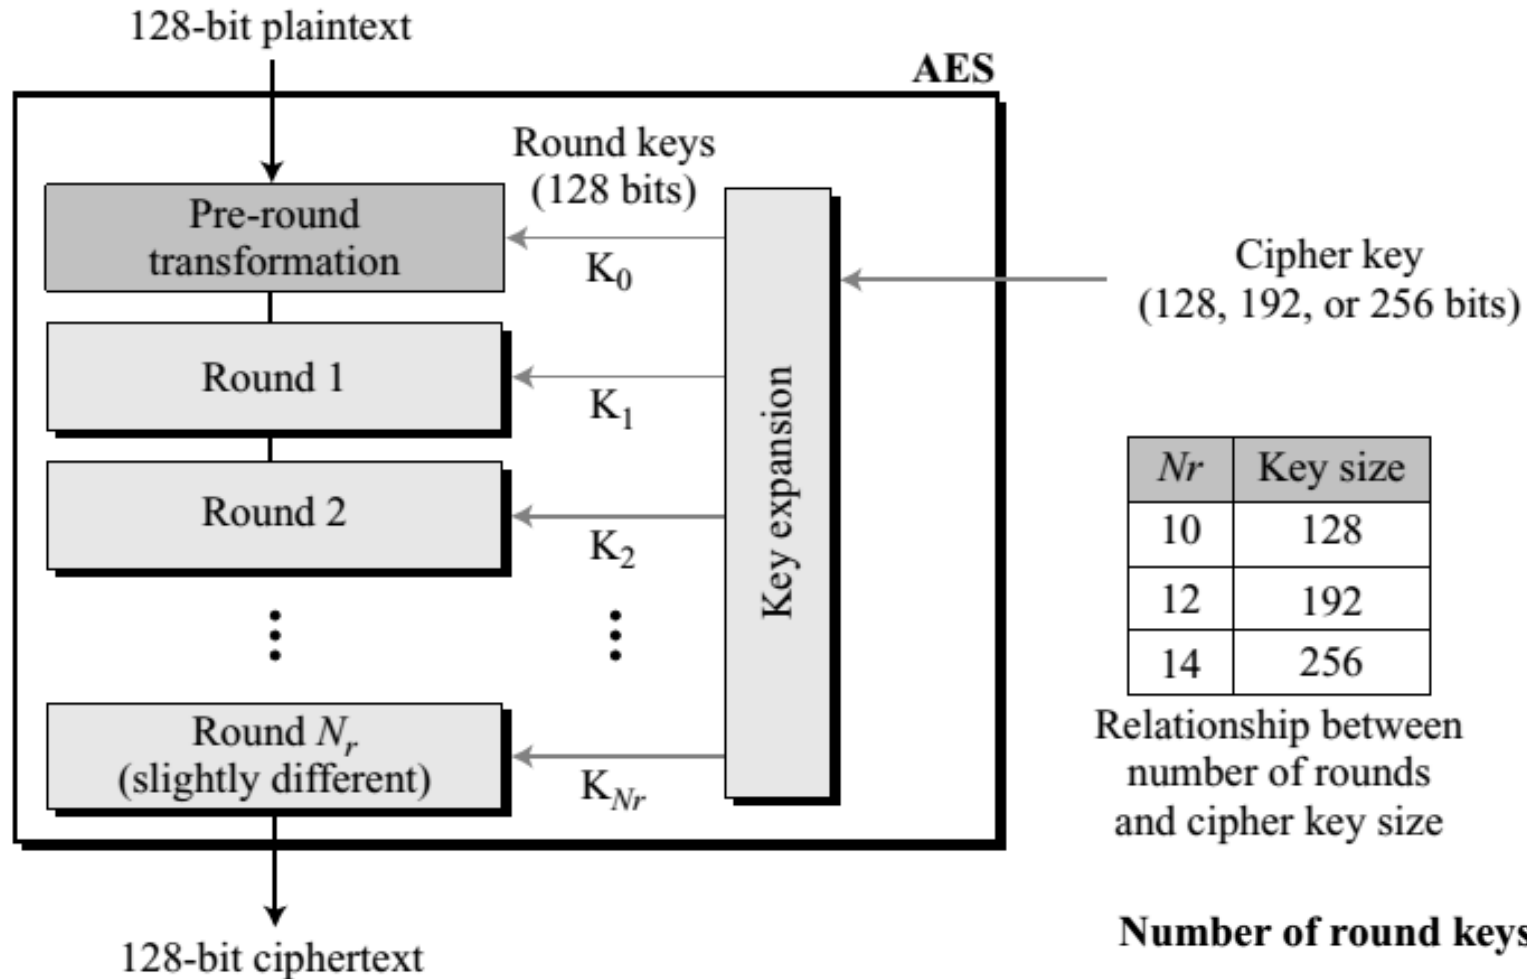 128-bit plaintext
AES
Round keys
(128 bits)
Pre-round
transformation
K₀
Cipher key
(128, 192, or 256 bits)
Round 1
K₁
Round 2
K₂
Key expansion
Round Nᵣ
(slightly different)
K_Nr
Nr Key size
10 128
12 192
14 256
Relationship between
number of rounds
and cipher key size
128-bit ciphertext
Number of round keys